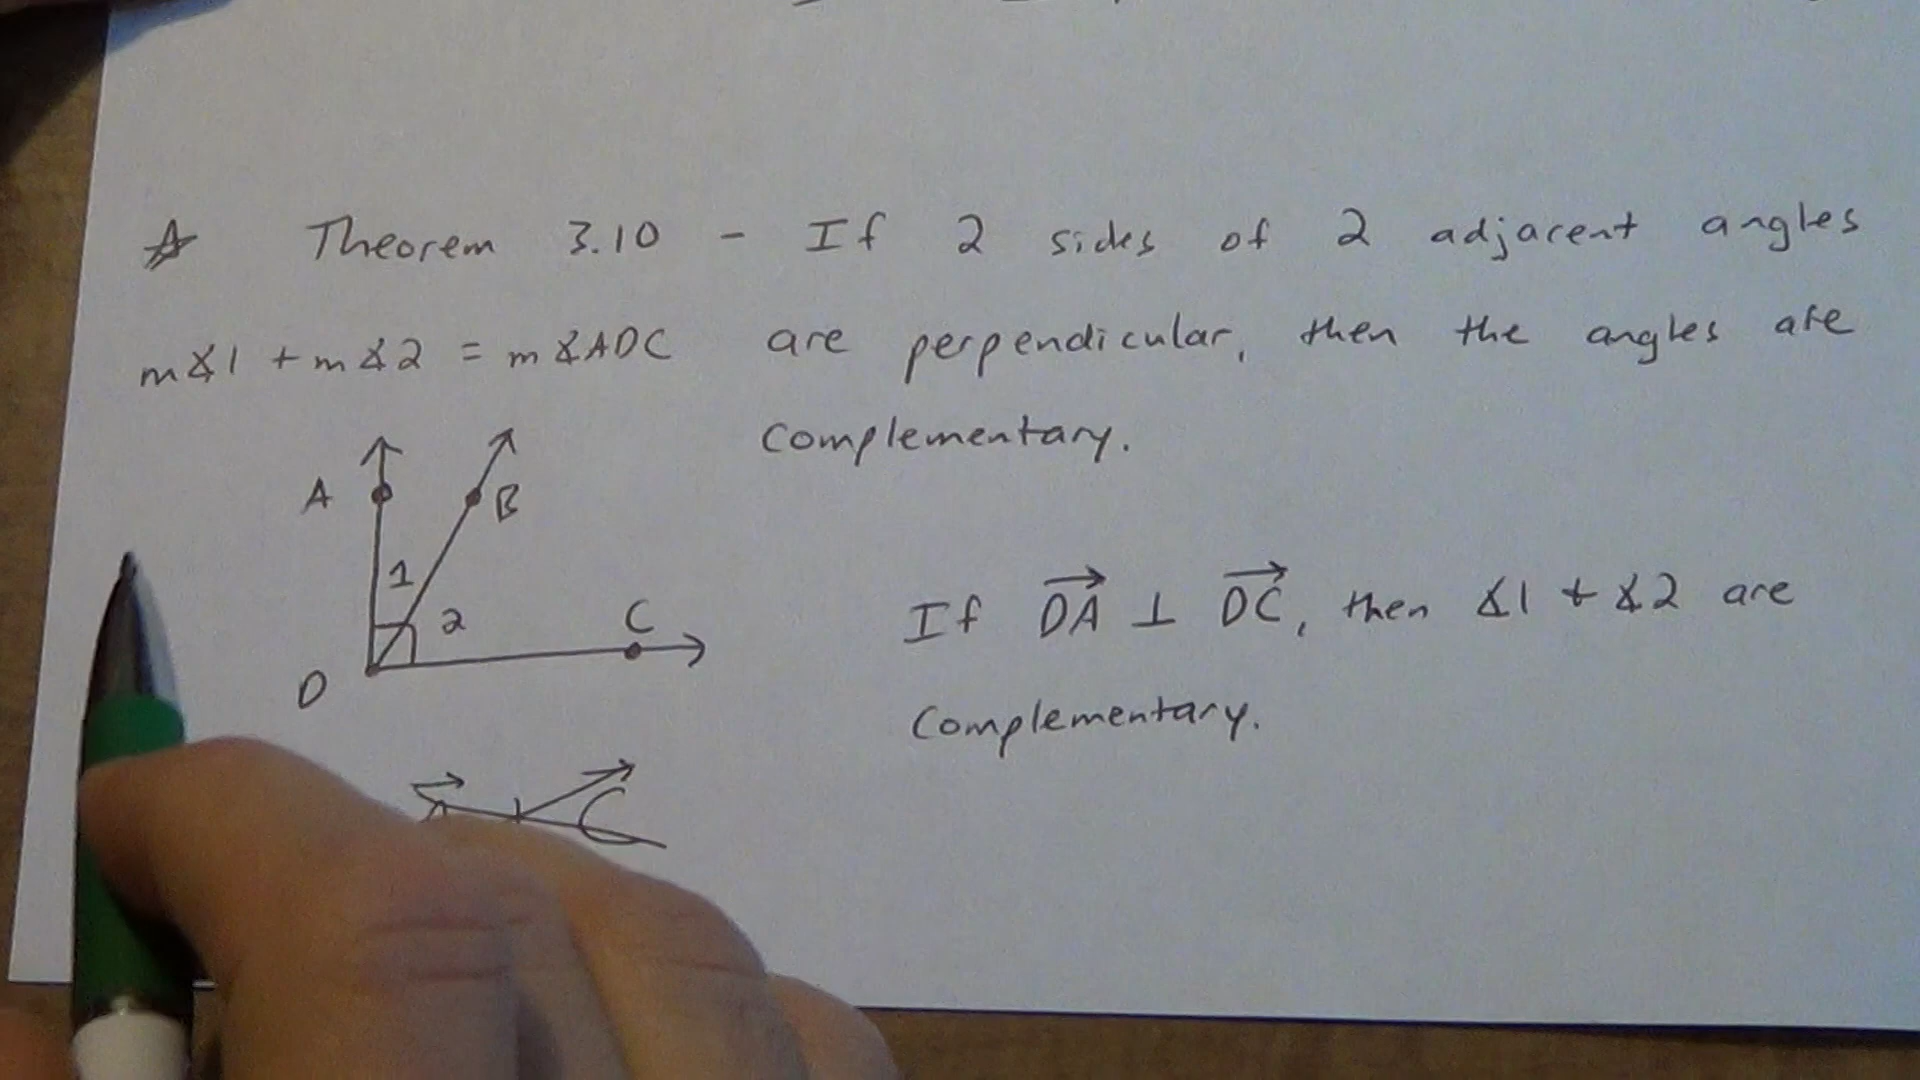 ☆ Theorem 3.10 - If 2 sides of 2 adjacent angles
are perpendicular, then the angles are
complementary.
m∡1 + m∡2 = m∡ADC
A
B
1
2
C
D
If DA⃗ ⊥ DC⃗, then ∡1 + ∡2 are
complementary.